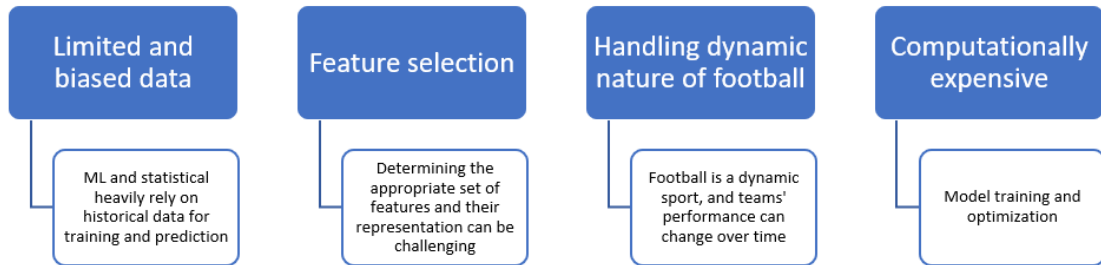 Limited and
biased data
ML and statistical
heavily rely on
historical data for
training and prediction
Feature selection
Determining the
appropriate set of
features and their
representation can be
challenging
Handling dynamic
nature of football
Football is a dynamic
sport, and teams'
performance can
change over time
Computationally
expensive
Model training and
optimization